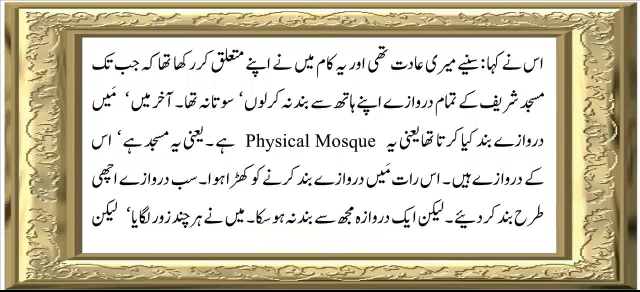 اس نے کہا: سنیے میری عادت تھی اور یہ کام میں نے اپنے متعلق کر رکھا تھا کہ جب تک
مسجد شریف کے تمام دروازے اپنے ہاتھ سے بند نہ کرلوں‘ سوتا نہ تھا۔ آخر میں‘ مَیں
دروازے بند کیا کرتا تھا یعنی یہ Physical Mosque ہے۔ یعنی یہ مسجد ہے‘ اس
کے دروازے ہیں۔ اس رات مَیں دروازے بند کرنے کو کھڑا ہوا۔ سب دروازے اچھی
طرح بند کر دیئے۔ لیکن ایک دروازہ مجھ سے بند نہ ہو سکا۔ میں نے ہر چند زور لگایا‘ لیکن